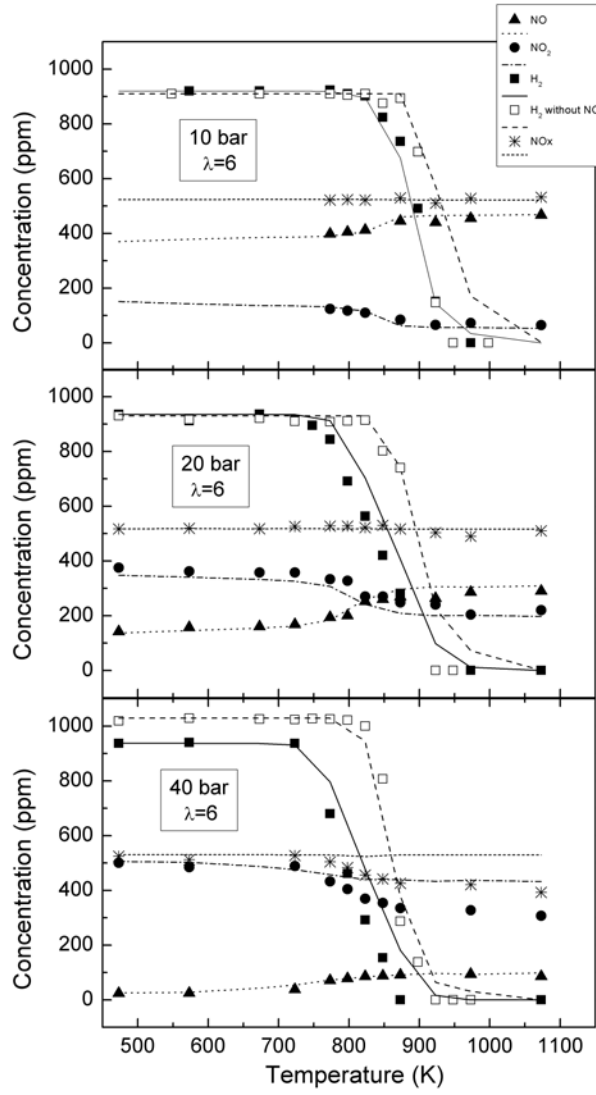 NO
NO₂
H₂
H₂ without NO
NOx
1000
800
600
400
200
0
Concentration (ppm)
10 bar
λ=6
1000
800
600
400
200
0
Concentration (ppm)
20 bar
λ=6
1000
800
600
400
200
0
Concentration (ppm)
40 bar
λ=6
500 600 700 800 900 1000 1100
Temperature (K)